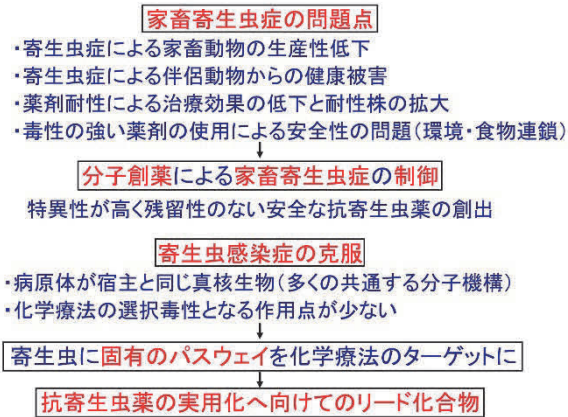 家畜寄生虫症の問題点
・寄生虫症による家畜動物の生産性低下
・寄生虫症による伴侶動物からの健康被害
・薬剤耐性による治療効果の低下と耐性株の拡大
・毒性の強い薬剤の使用による安全性の問題(環境・食物連鎖)
分子創薬による家畜寄生虫症の制御
特異性が高く残留性のない安全な抗寄生虫薬の創出
寄生虫感染症の克服
・病原体が宿主と同じ真核生物(多くの共通する分子機構)
・化学療法の選択毒性となる作用点が少ない
寄生虫に固有のパスウェイを化学療法のターゲットに
抗寄生虫薬の実用化へ向けてのリード化合物